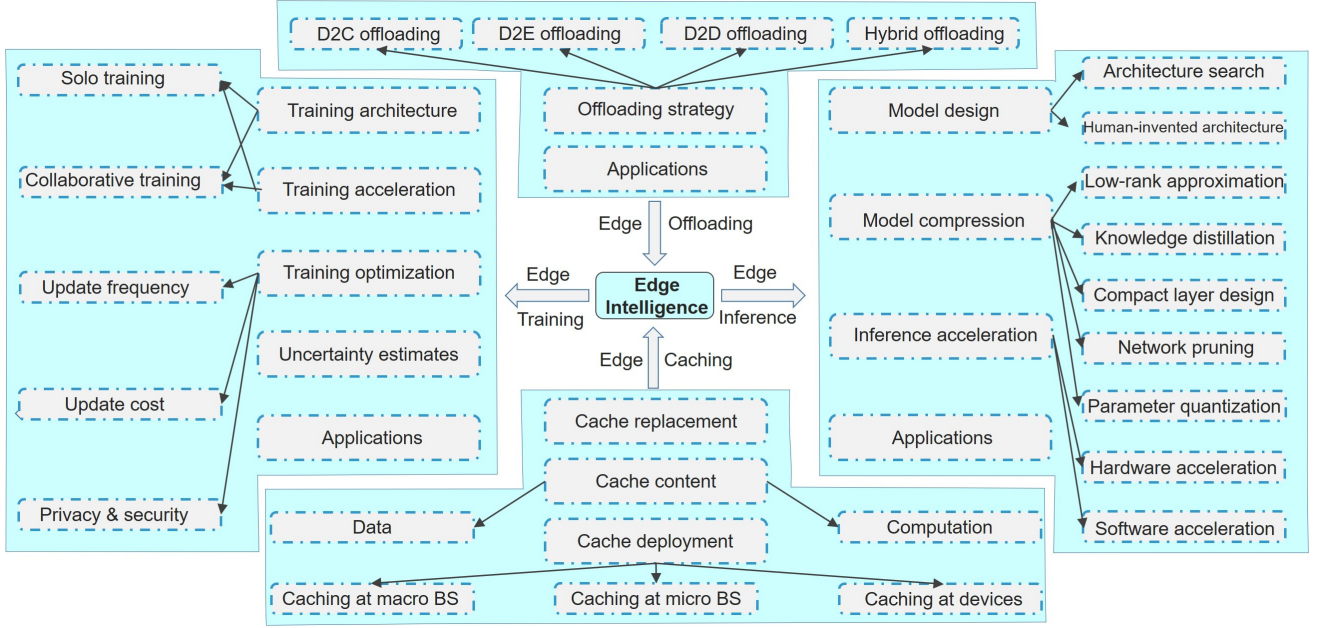 D2C offloading
D2E offloading
D2D offloading
Hybrid offloading
Offloading strategy
Applications
Edge Offloading
Solo training
Training architecture
Collaborative training
Training acceleration
Update frequency
Training optimization
Uncertainty estimates
Update cost
Applications
Privacy & security
Edge
Training
Edge
Intelligence
Edge
Inference
Model design
Architecture search
Human-invented architecture
Model compression
Low-rank approximation
Knowledge distillation
Compact layer design
Network pruning
Parameter quantization
Inference acceleration
Hardware acceleration
Software acceleration
Applications
Edge Caching
Cache replacement
Cache content
Data
Computation
Cache deployment
Caching at macro BS
Caching at micro BS
Caching at devices